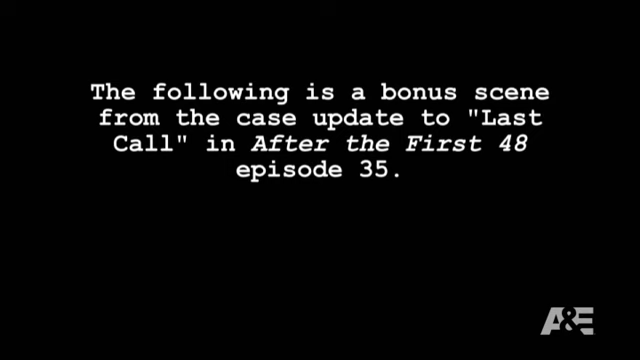 The following is a bonus scene
from the case update to "Last
Call" in After the First 48
episode 35.
A&E